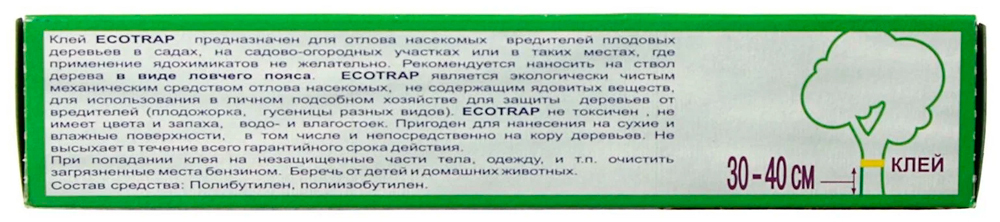 Клей ECOTRAP предназначен для отлова насекомых вредителей плодовых
деревьев в садах, на садово-огородных участках или в таких местах, где
применение ядохимикатов не желательно. Рекомендуется наносить на ствол
дерева в виде ловчего пояса. ECOTRAP является экологически чистым
механическим средством отлова насекомых, не содержащим ядовитых веществ,
для использования в личном подсобном хозяйстве для защиты деревьев от
вредителей (плодожорка, гусеницы разных видов). ECOTRAP не токсичен , не
имеет цвета и запаха, водо- и влагостоек. Пригоден для нанесения на сухие и
влажные поверхности, в том числе и непосредственно на кору деревьев. Не
высыхает в течение всего гарантийного срока действия.
При попадании клея на незащищенные части тела, одежду, и т.п. очистить
загрязненные места бензином. Беречь от детей и домашних животных.
Состав средства: Полибутилен, полиизобутилен.
30-40 СМ
КЛЕЙ